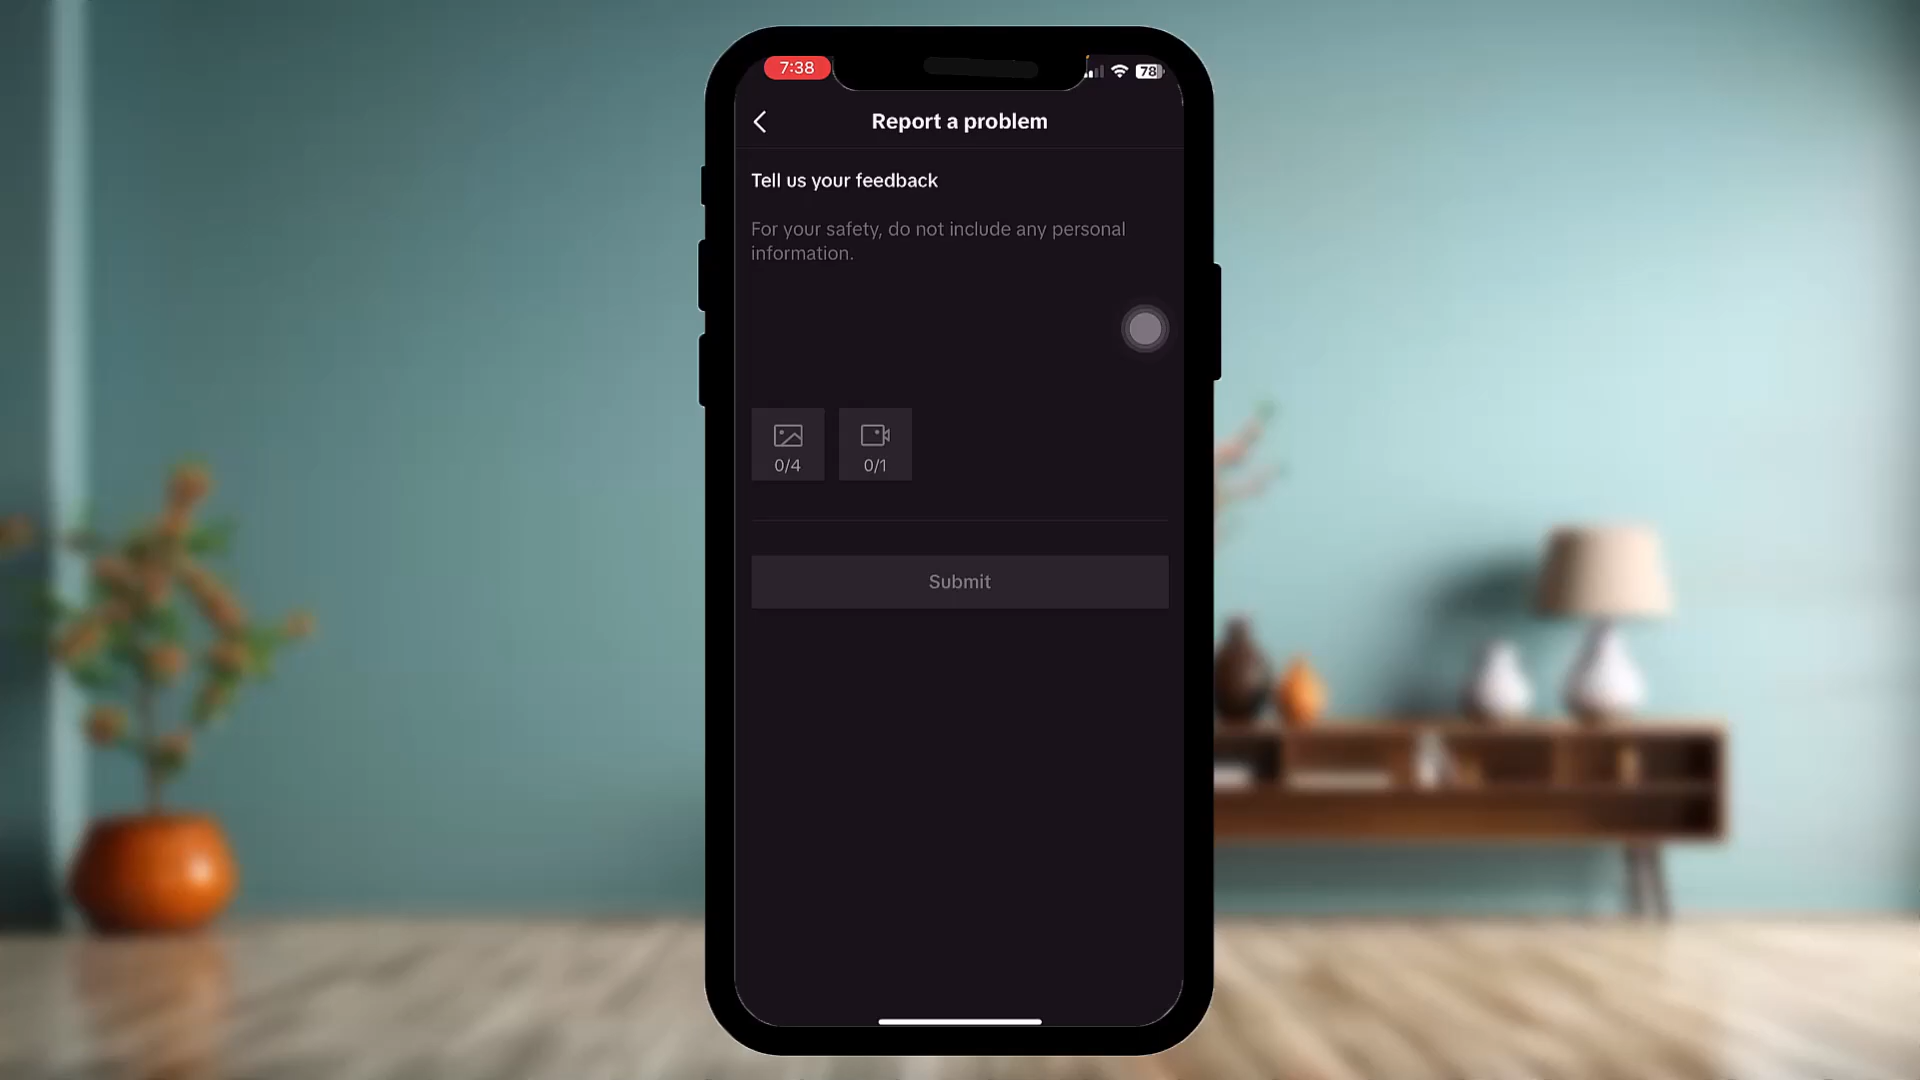 7:38
78
Report a problem
Tell us your feedback
For your safety, do not include any personal
information.
0/4
0/1
Submit